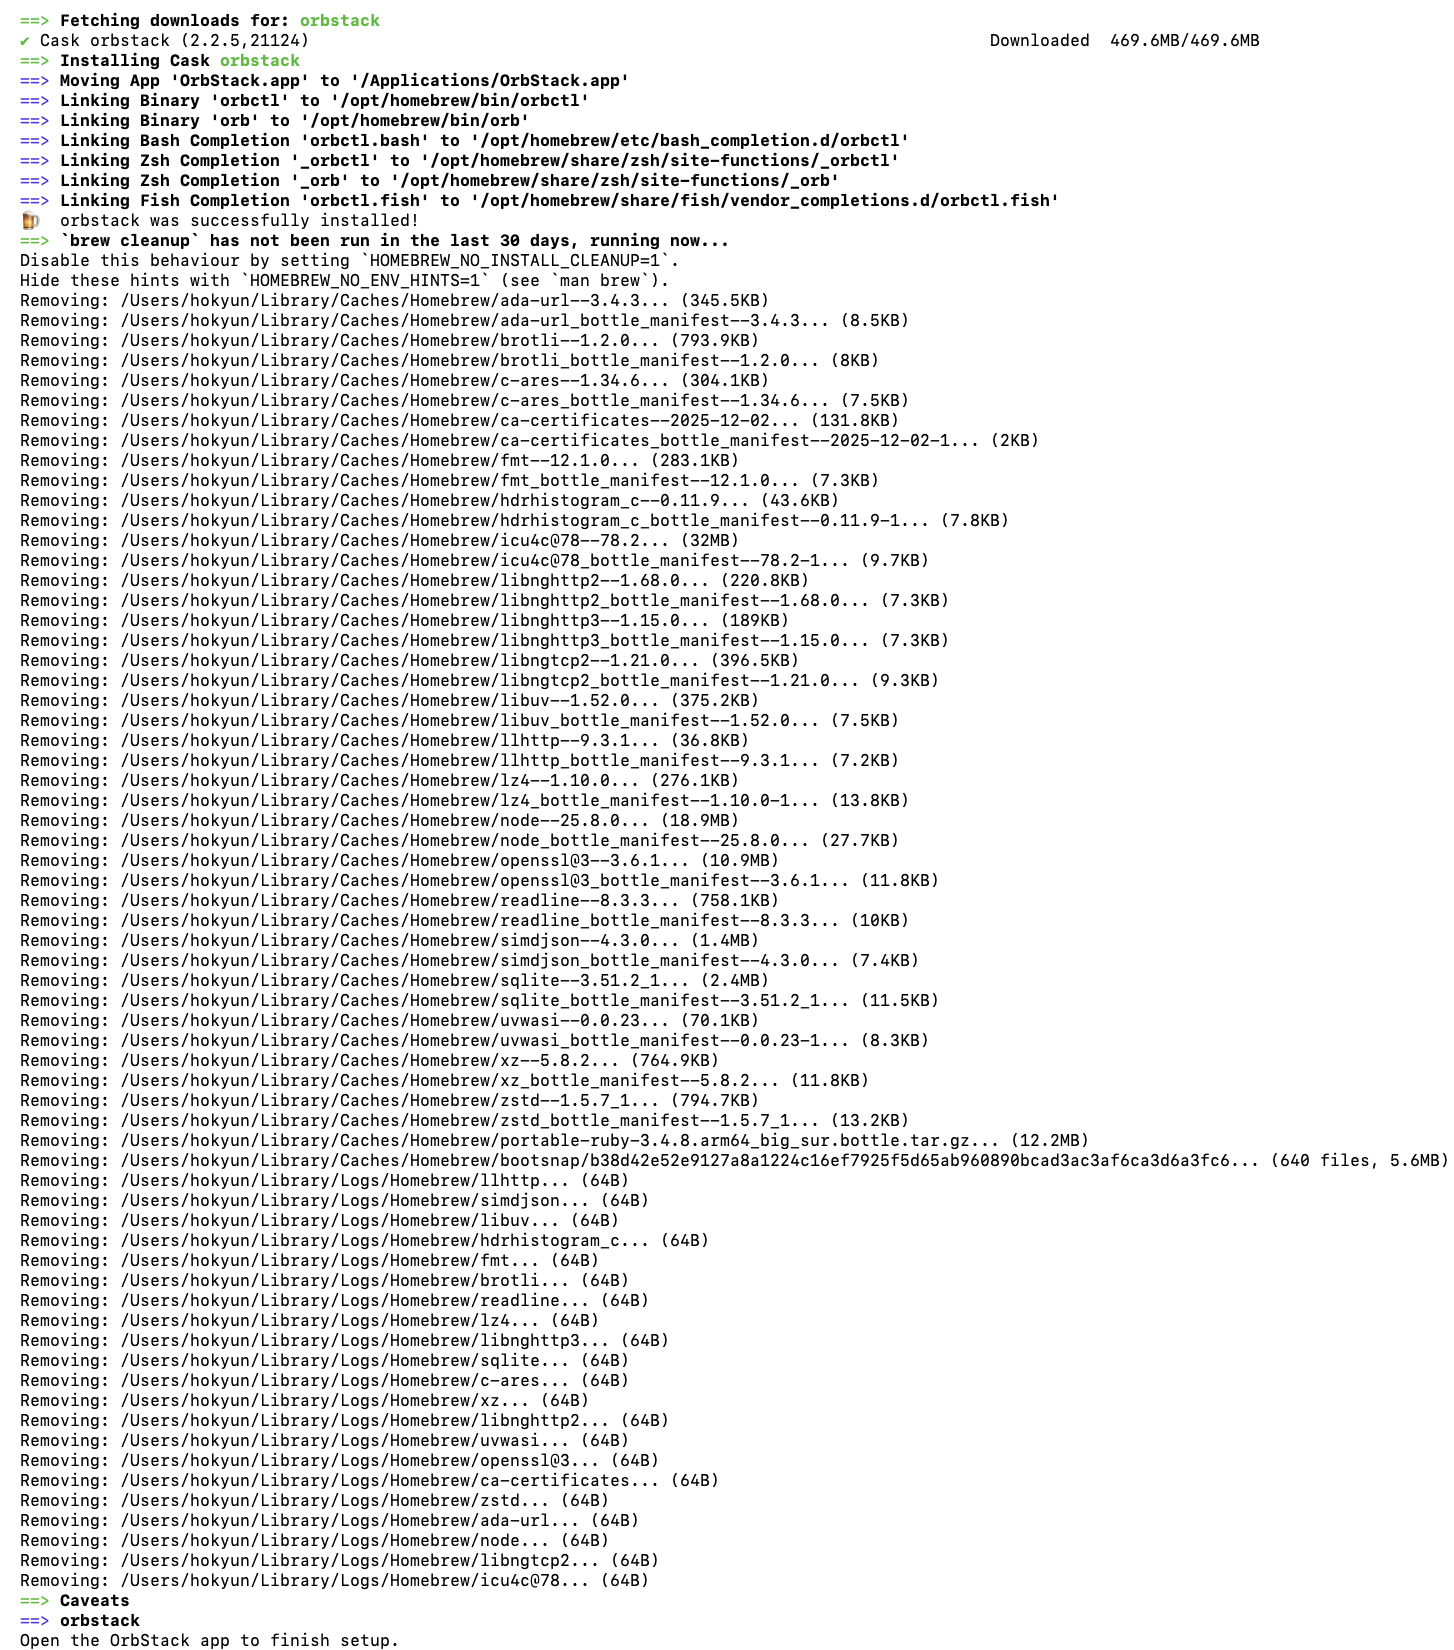 ==> Fetching downloads for: orbstack
✔ Cask orbstack (2.2.5,21124) Downloaded 469.6MB/469.6MB
==> Installing Cask orbstack
==> Moving App 'OrbStack.app' to '/Applications/OrbStack.app'
==> Linking Binary 'orbctl' to '/opt/homebrew/bin/orbctl'
==> Linking Binary 'orb' to '/opt/homebrew/bin/orb'
==> Linking Bash Completion 'orbctl.bash' to '/opt/homebrew/etc/bash_completion.d/orbctl'
==> Linking Zsh Completion '_orbctl' to '/opt/homebrew/share/zsh/site-functions/_orbctl'
==> Linking Zsh Completion '_orb' to '/opt/homebrew/share/zsh/site-functions/_orb'
==> Linking Fish Completion 'orbctl.fish' to '/opt/homebrew/share/fish/vendor_completions.d/orbctl.fish'
🍺 orbstack was successfully installed!
==> `brew cleanup` has not been run in the last 30 days, running now...
Disable this behaviour by setting `HOMEBREW_NO_INSTALL_CLEANUP=1`.
Hide these hints with `HOMEBREW_NO_ENV_HINTS=1` (see `man brew`).
Removing: /Users/hokyun/Library/Caches/Homebrew/ada-url--3.4.3... (345.5KB)
Removing: /Users/hokyun/Library/Caches/Homebrew/ada-url_bottle_manifest--3.4.3... (8.5KB)
Removing: /Users/hokyun/Library/Caches/Homebrew/brotli--1.2.0... (793.9KB)
Removing: /Users/hokyun/Library/Caches/Homebrew/brotli_bottle_manifest--1.2.0... (8KB)
Removing: /Users/hokyun/Library/Caches/Homebrew/c-ares--1.34.6... (304.1KB)
Removing: /Users/hokyun/Library/Caches/Homebrew/c-ares_bottle_manifest--1.34.6... (7.5KB)
Removing: /Users/hokyun/Library/Caches/Homebrew/ca-certificates--2025-12-02... (131.8KB)
Removing: /Users/hokyun/Library/Caches/Homebrew/ca-certificates_bottle_manifest--2025-12-02-1... (2KB)
Removing: /Users/hokyun/Library/Caches/Homebrew/fmt--12.1.0... (283.1KB)
Removing: /Users/hokyun/Library/Caches/Homebrew/fmt_bottle_manifest--12.1.0... (7.3KB)
Removing: /Users/hokyun/Library/Caches/Homebrew/hdrhistogram_c--0.11.9... (43.6KB)
Removing: /Users/hokyun/Library/Caches/Homebrew/hdrhistogram_c_bottle_manifest--0.11.9-1... (7.8KB)
Removing: /Users/hokyun/Library/Caches/Homebrew/icu4c@78--78.2... (32MB)
Removing: /Users/hokyun/Library/Caches/Homebrew/icu4c@78_bottle_manifest--78.2-1... (9.7KB)
Removing: /Users/hokyun/Library/Caches/Homebrew/libnghttp2--1.68.0... (220.8KB)
Removing: /Users/hokyun/Library/Caches/Homebrew/libnghttp2_bottle_manifest--1.68.0... (7.3KB)
Removing: /Users/hokyun/Library/Caches/Homebrew/libnghttp3--1.15.0... (189KB)
Removing: /Users/hokyun/Library/Caches/Homebrew/libnghttp3_bottle_manifest--1.15.0... (7.3KB)
Removing: /Users/hokyun/Library/Caches/Homebrew/libngtcp2--1.21.0... (396.5KB)
Removing: /Users/hokyun/Library/Caches/Homebrew/libngtcp2_bottle_manifest--1.21.0... (9.3KB)
Removing: /Users/hokyun/Library/Caches/Homebrew/libuv--1.52.0... (375.2KB)
Removing: /Users/hokyun/Library/Caches/Homebrew/libuv_bottle_manifest--1.52.0... (7.5KB)
Removing: /Users/hokyun/Library/Caches/Homebrew/llhttp--9.3.1... (36.8KB)
Removing: /Users/hokyun/Library/Caches/Homebrew/llhttp_bottle_manifest--9.3.1... (7.2KB)
Removing: /Users/hokyun/Library/Caches/Homebrew/lz4--1.10.0... (276.1KB)
Removing: /Users/hokyun/Library/Caches/Homebrew/lz4_bottle_manifest--1.10.0-1... (13.8KB)
Removing: /Users/hokyun/Library/Caches/Homebrew/node--25.8.0... (18.9MB)
Removing: /Users/hokyun/Library/Caches/Homebrew/node_bottle_manifest--25.8.0... (27.7KB)
Removing: /Users/hokyun/Library/Caches/Homebrew/openssl@3--3.6.1... (10.9MB)
Removing: /Users/hokyun/Library/Caches/Homebrew/openssl@3_bottle_manifest--3.6.1... (11.8KB)
Removing: /Users/hokyun/Library/Caches/Homebrew/readline--8.3.3... (758.1KB)
Removing: /Users/hokyun/Library/Caches/Homebrew/readline_bottle_manifest--8.3.3... (10KB)
Removing: /Users/hokyun/Library/Caches/Homebrew/simdjson--4.3.0... (1.4MB)
Removing: /Users/hokyun/Library/Caches/Homebrew/simdjson_bottle_manifest--4.3.0... (7.4KB)
Removing: /Users/hokyun/Library/Caches/Homebrew/sqlite--3.51.2_1... (2.4MB)
Removing: /Users/hokyun/Library/Caches/Homebrew/sqlite_bottle_manifest--3.51.2_1... (11.5KB)
Removing: /Users/hokyun/Library/Caches/Homebrew/uvwasi--0.0.23... (70.1KB)
Removing: /Users/hokyun/Library/Caches/Homebrew/uvwasi_bottle_manifest--0.0.23-1... (8.3KB)
Removing: /Users/hokyun/Library/Caches/Homebrew/xz--5.8.2... (764.9KB)
Removing: /Users/hokyun/Library/Caches/Homebrew/xz_bottle_manifest--5.8.2... (11.8KB)
Removing: /Users/hokyun/Library/Caches/Homebrew/zstd--1.5.7_1... (794.7KB)
Removing: /Users/hokyun/Library/Caches/Homebrew/zstd_bottle_manifest--1.5.7_1... (13.2KB)
Removing: /Users/hokyun/Library/Caches/Homebrew/portable-ruby-3.4.8.arm64_big_sur.bottle.tar.gz... (12.2MB)
Removing: /Users/hokyun/Library/Caches/Homebrew/bootsnap/b38d42e52e9127a8a1224c16ef7925f5d65ab960890bcad3ac3af6ca3d6a3fc6... (640 files, 5.6MB)
Removing: /Users/hokyun/Library/Logs/Homebrew/llhttp... (64B)
Removing: /Users/hokyun/Library/Logs/Homebrew/simdjson... (64B)
Removing: /Users/hokyun/Library/Logs/Homebrew/libuv... (64B)
Removing: /Users/hokyun/Library/Logs/Homebrew/hdrhistogram_c... (64B)
Removing: /Users/hokyun/Library/Logs/Homebrew/fmt... (64B)
Removing: /Users/hokyun/Library/Logs/Homebrew/brotli... (64B)
Removing: /Users/hokyun/Library/Logs/Homebrew/readline... (64B)
Removing: /Users/hokyun/Library/Logs/Homebrew/lz4... (64B)
Removing: /Users/hokyun/Library/Logs/Homebrew/libnghttp3... (64B)
Removing: /Users/hokyun/Library/Logs/Homebrew/sqlite... (64B)
Removing: /Users/hokyun/Library/Logs/Homebrew/c-ares... (64B)
Removing: /Users/hokyun/Library/Logs/Homebrew/xz... (64B)
Removing: /Users/hokyun/Library/Logs/Homebrew/libnghttp2... (64B)
Removing: /Users/hokyun/Library/Logs/Homebrew/uvwasi... (64B)
Removing: /Users/hokyun/Library/Logs/Homebrew/openssl@3... (64B)
Removing: /Users/hokyun/Library/Logs/Homebrew/ca-certificates... (64B)
Removing: /Users/hokyun/Library/Logs/Homebrew/zstd... (64B)
Removing: /Users/hokyun/Library/Logs/Homebrew/ada-url... (64B)
Removing: /Users/hokyun/Library/Logs/Homebrew/node... (64B)
Removing: /Users/hokyun/Library/Logs/Homebrew/libngtcp2... (64B)
Removing: /Users/hokyun/Library/Logs/Homebrew/icu4c@78... (64B)
==> Caveats
==> orbstack
Open the OrbStack app to finish setup.